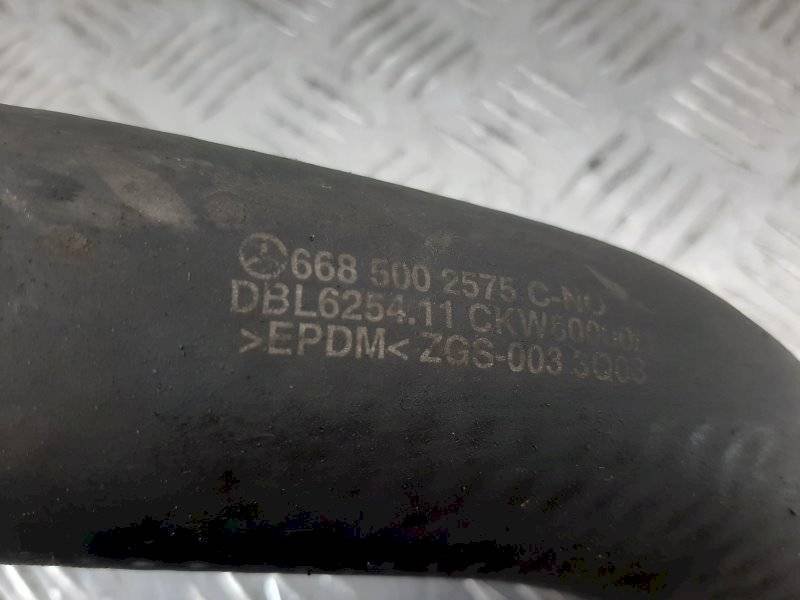 668 500 2575
DBL6254.11
>EPDM< ZGS-003 3Q03